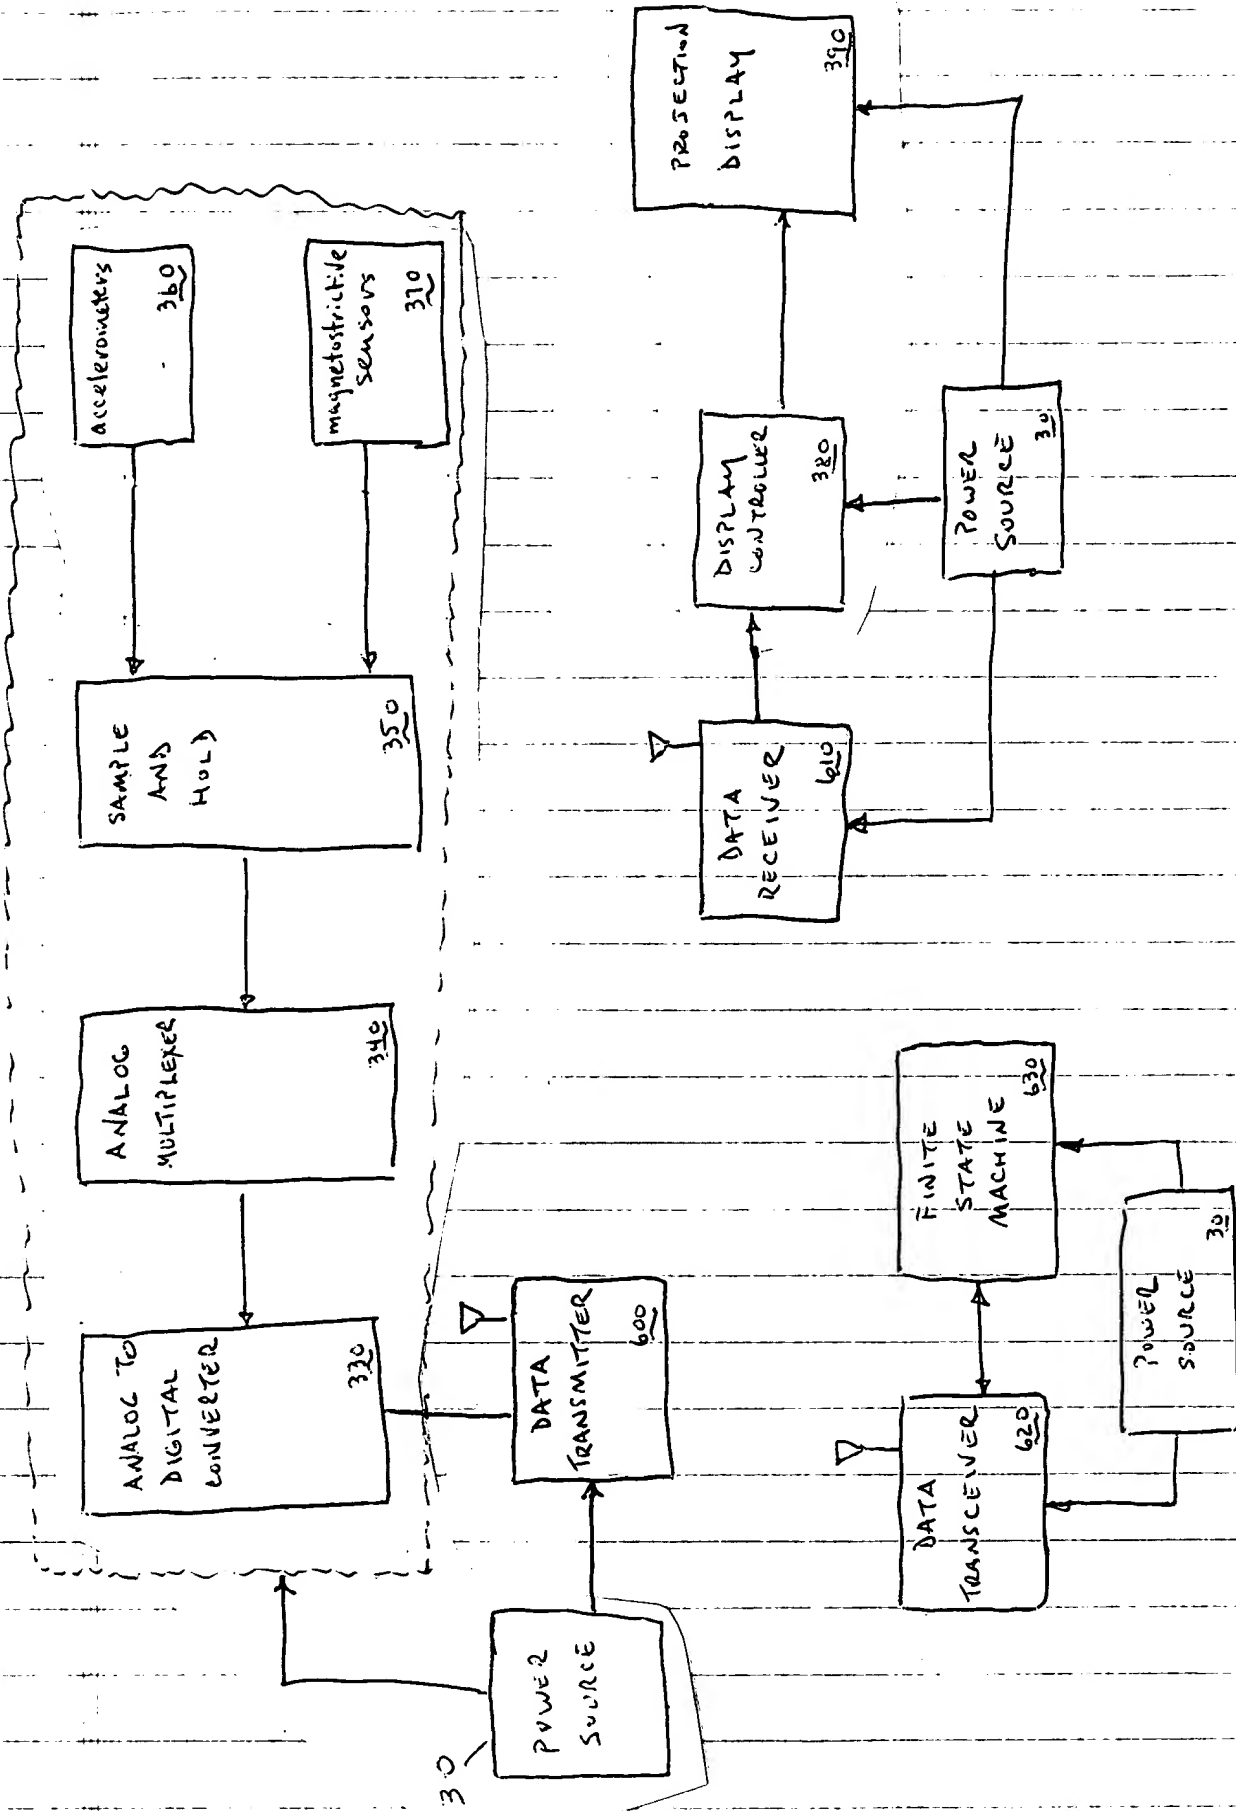 ANALOG TO
DIGITAL
CONVERTER
330
ANALOG
MULTIPLEXER
340
SAMPLE
AND
HOLD
350
accelerometers
360
magnetostrictive
sensors
370
30
POWER
SOURCE
DATA
TRANSMITTER
600
DATA
RECEIVER
610
DISPLAY
CONTROLLER
380
PROJECTION
DISPLAY
390
POWER
SOURCE
30
DATA
TRANSCEIVER
620
FINITE
STATE
MACHINE
630
POWER
SOURCE
30